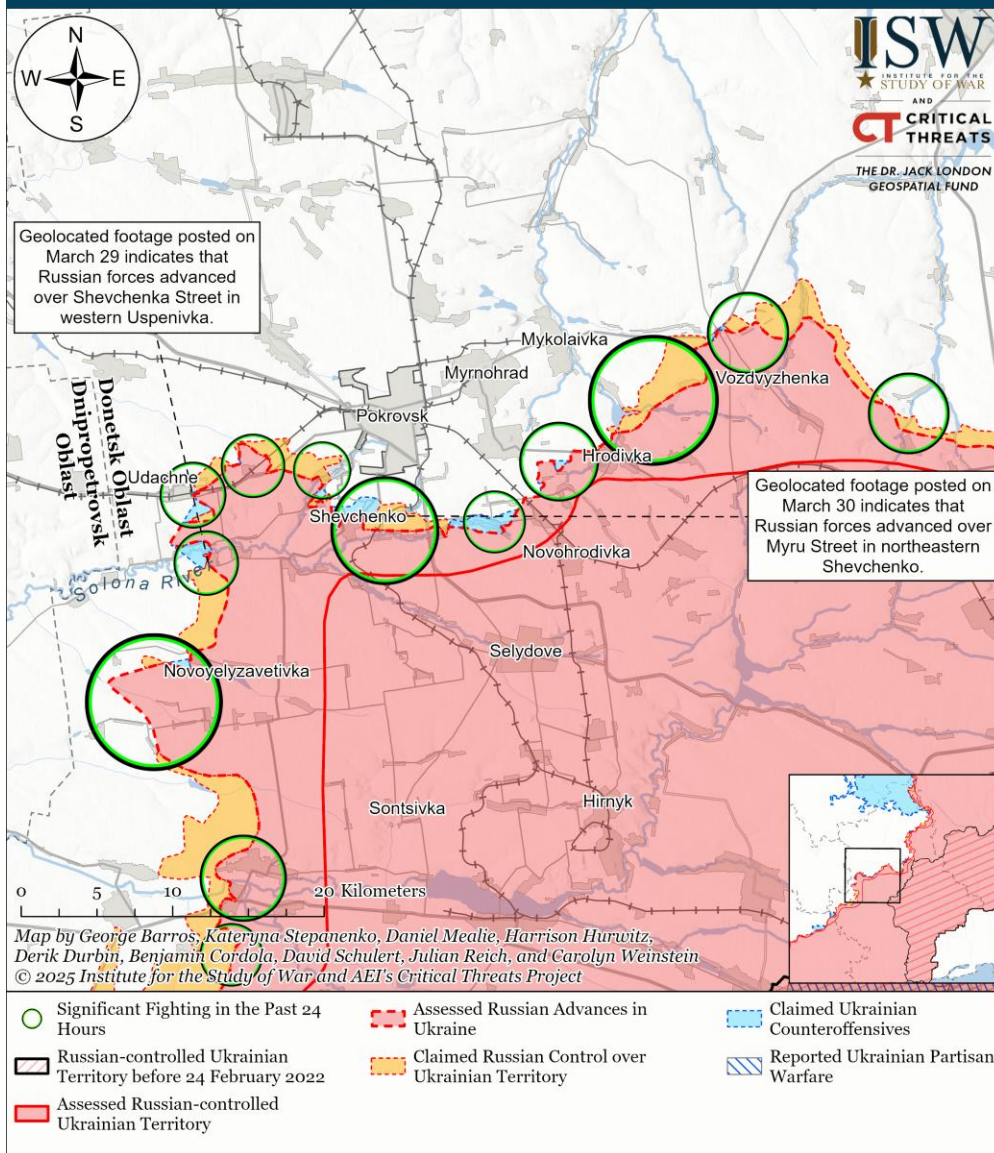 N
W E
S
ISW
INSTITUTE FOR THE
STUDY OF WAR
AND
CT CRITICAL
THREATS
THE DR. JACK LONDON
GEOSPATIAL FUND
Geolocated footage posted on
March 29 indicates that
Russian forces advanced
over Shevchenka Street in
western Uspenivka.
Mykolaivka
Myrnohrad
Vozdvyzhenka
Pokrovsk
Donetsk Oblast
Dnipropetrovsk
Oblast
Hrodivka
Udachne
Geolocated footage posted on
March 30 indicates that
Russian forces advanced over
Myru Street in northeastern
Shevchenko.
Shevchenko
Novohrodivka
Solona River
Selydove
Novoyelyzavetivka
Sontsivka
Hirnyk
0 5 10 20 Kilometers
Map by George Barros, Kateryna Stepanenko, Daniel Mealie, Harrison Hurwitz,
Derik Durbin, Benjamin Cordola, David Schulert, Julian Reich, and Carolyn Weinstein
© 2025 Institute for the Study of War and AEI's Critical Threats Project
Significant Fighting in the Past 24
Hours
Russian-controlled Ukrainian
Territory before 24 February 2022
Assessed Russian-controlled
Ukrainian Territory
Assessed Russian Advances in
Ukraine
Claimed Russian Control over
Ukrainian Territory
Claimed Ukrainian
Counteroffensives
Reported Ukrainian Partisan
Warfare